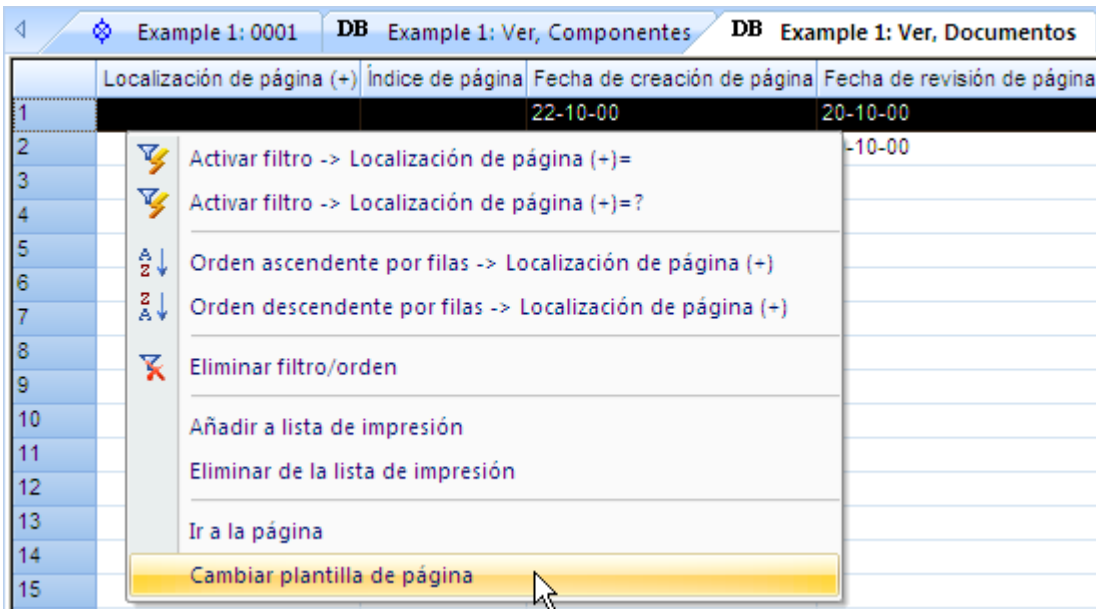 Example 1: 0001 DB Example 1: Ver, Componentes DB Example 1: Ver, Documentos
Localización de página (+) Índice de página Fecha de creación de página Fecha de revisión de página
1 22-10-00 20-10-00
2 -10-00
Activar filtro -> Localización de página (+)=
3
Activar filtro -> Localización de página (+)=?
4
5
Orden ascendente por filas -> Localización de página (+)
6
Orden descendente por filas -> Localización de página (+)
7
8
Eliminar filtro/orden
9
10
Añadir a lista de impresión
11
Eliminar de la lista de impresión
12
13
Ir a la página
14
Cambiar plantilla de página
15